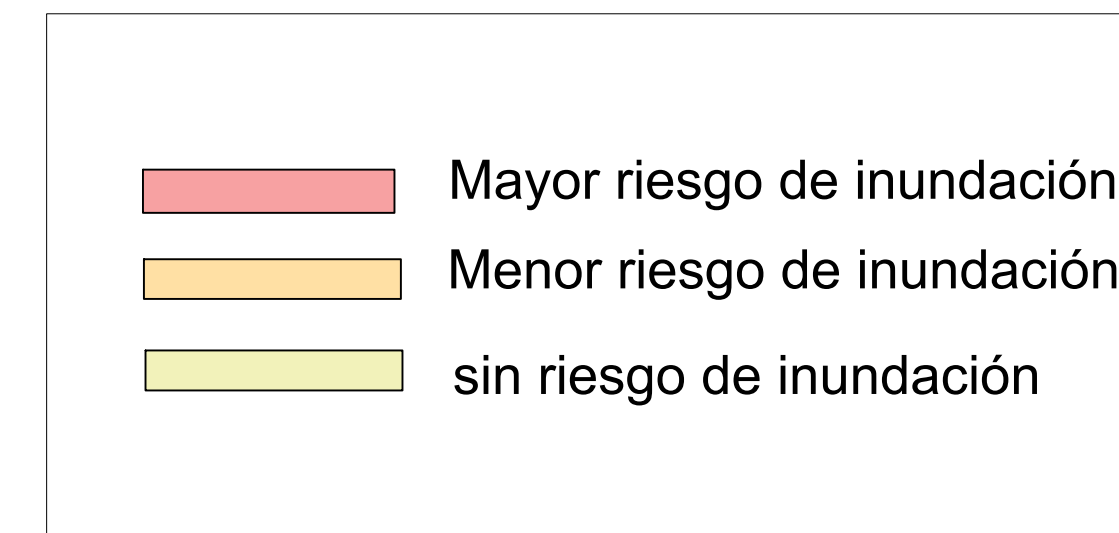 Mayor riesgo de inundación
Menor riesgo de inundación
sin riesgo de inundación